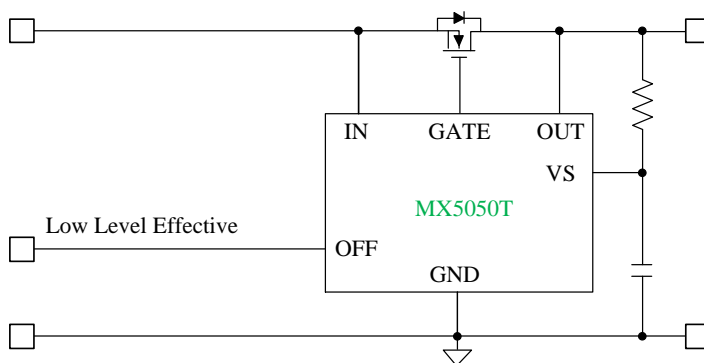 IN GATE OUT
VS
MX5050T
Low Level Effective
OFF
GND